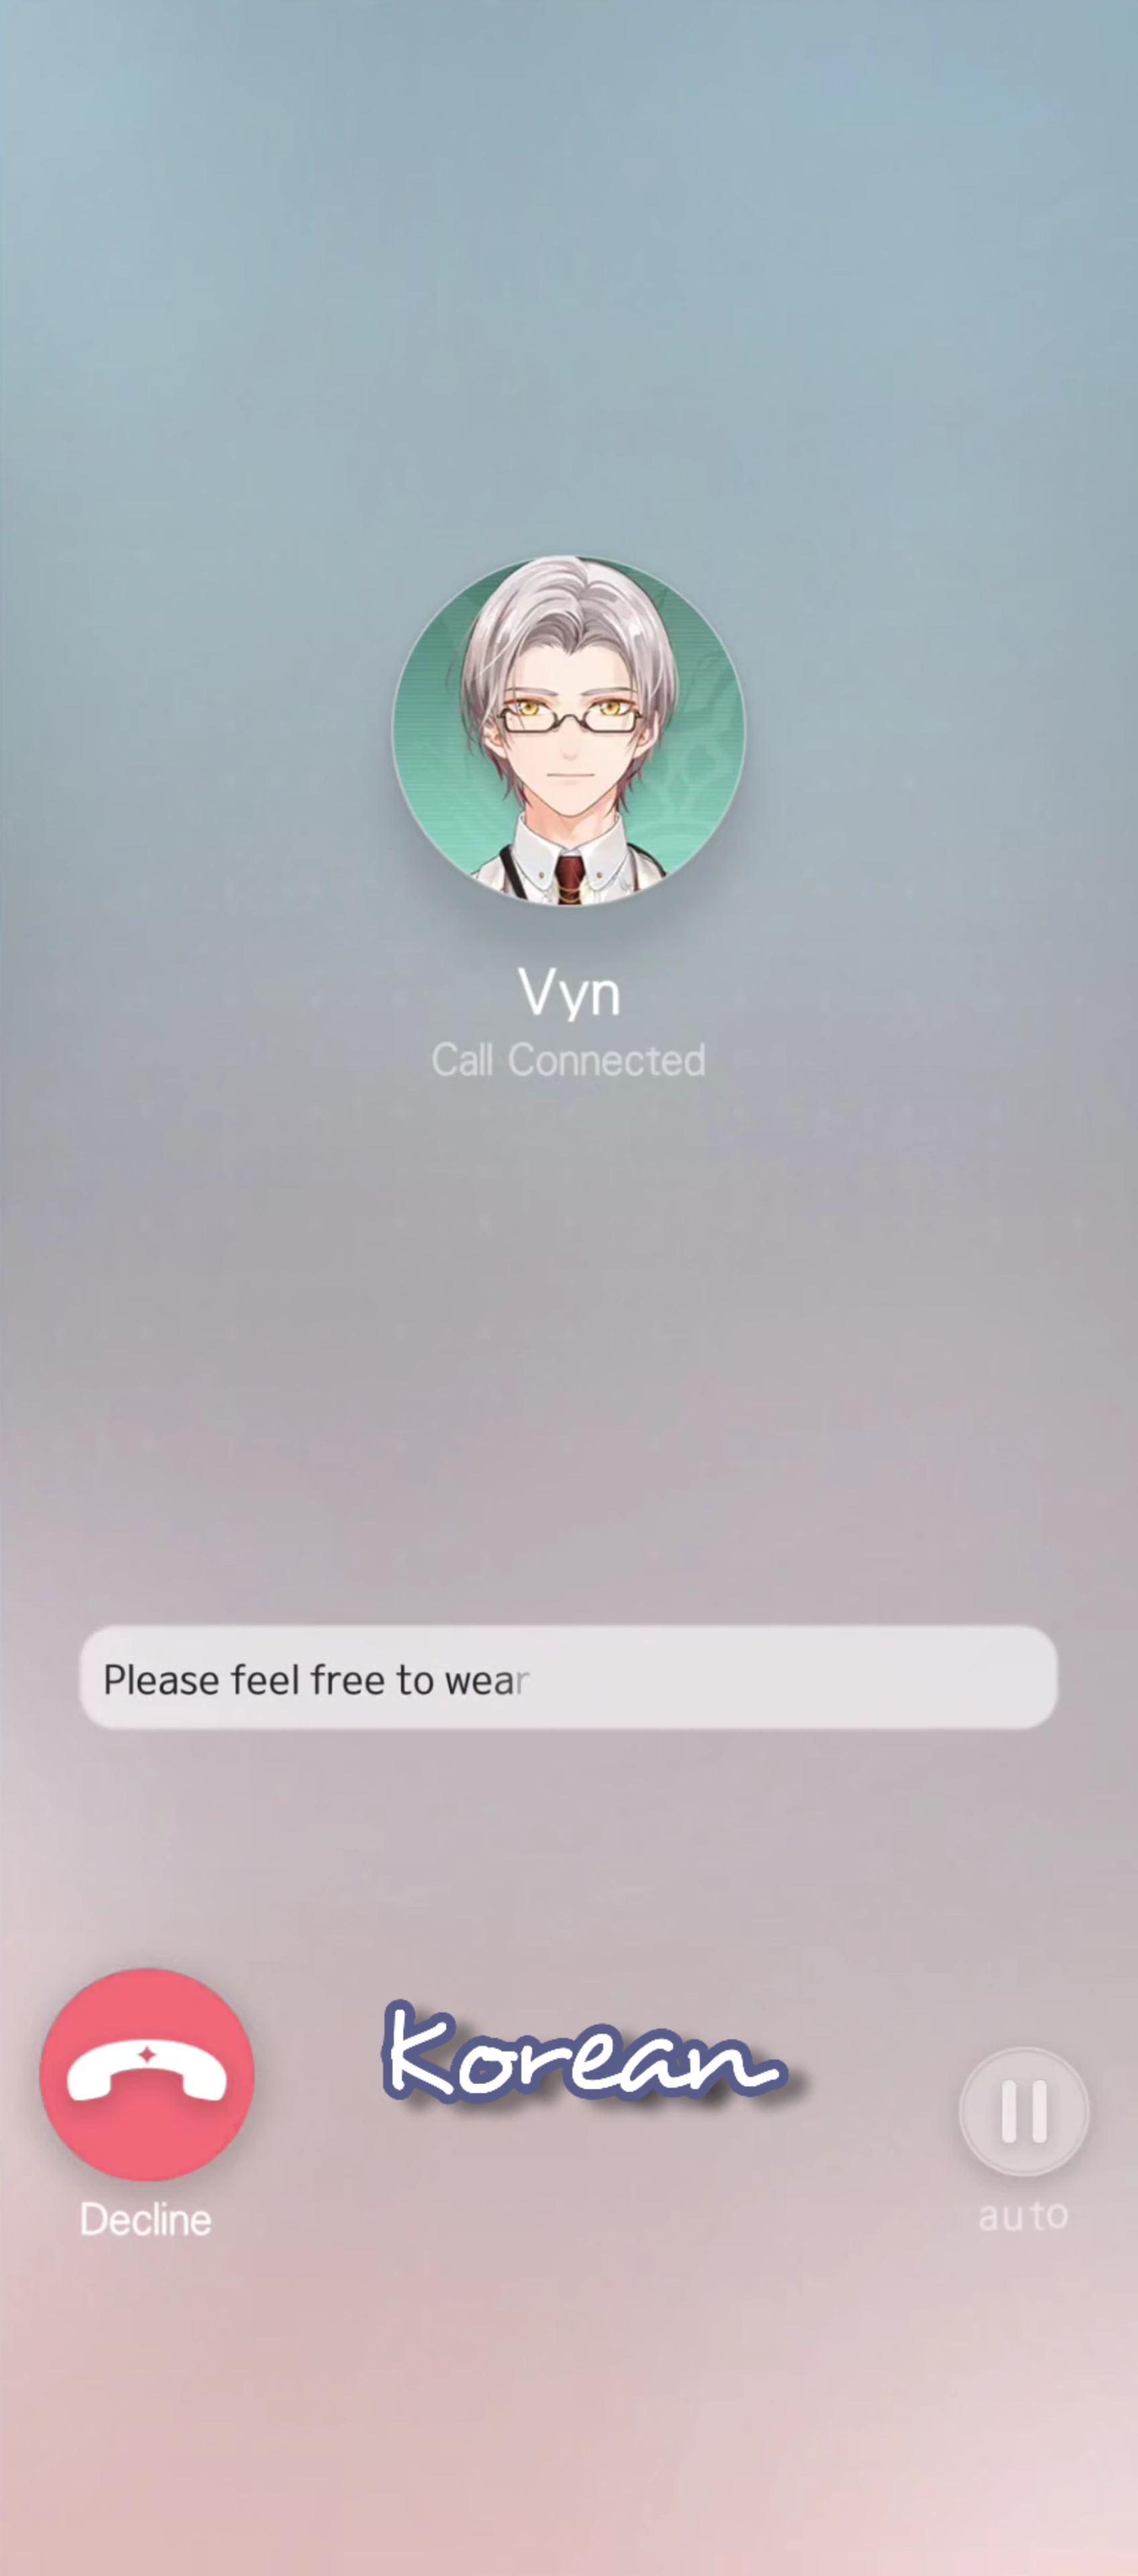 Vyn
Call Connected
Please feel free to wear
Korean
Decline
auto